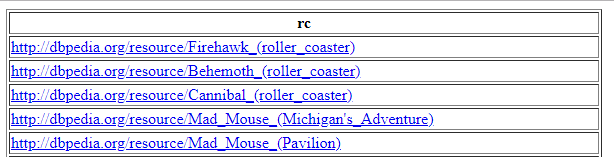 rc
http://dbpedia.org/resource/Firehawk_(roller_coaster)
http://dbpedia.org/resource/Behemoth_(roller_coaster)
http://dbpedia.org/resource/Cannibal_(roller_coaster)
http://dbpedia.org/resource/Mad_Mouse_(Michigan's_Adventure)
http://dbpedia.org/resource/Mad_Mouse_(Pavilion)